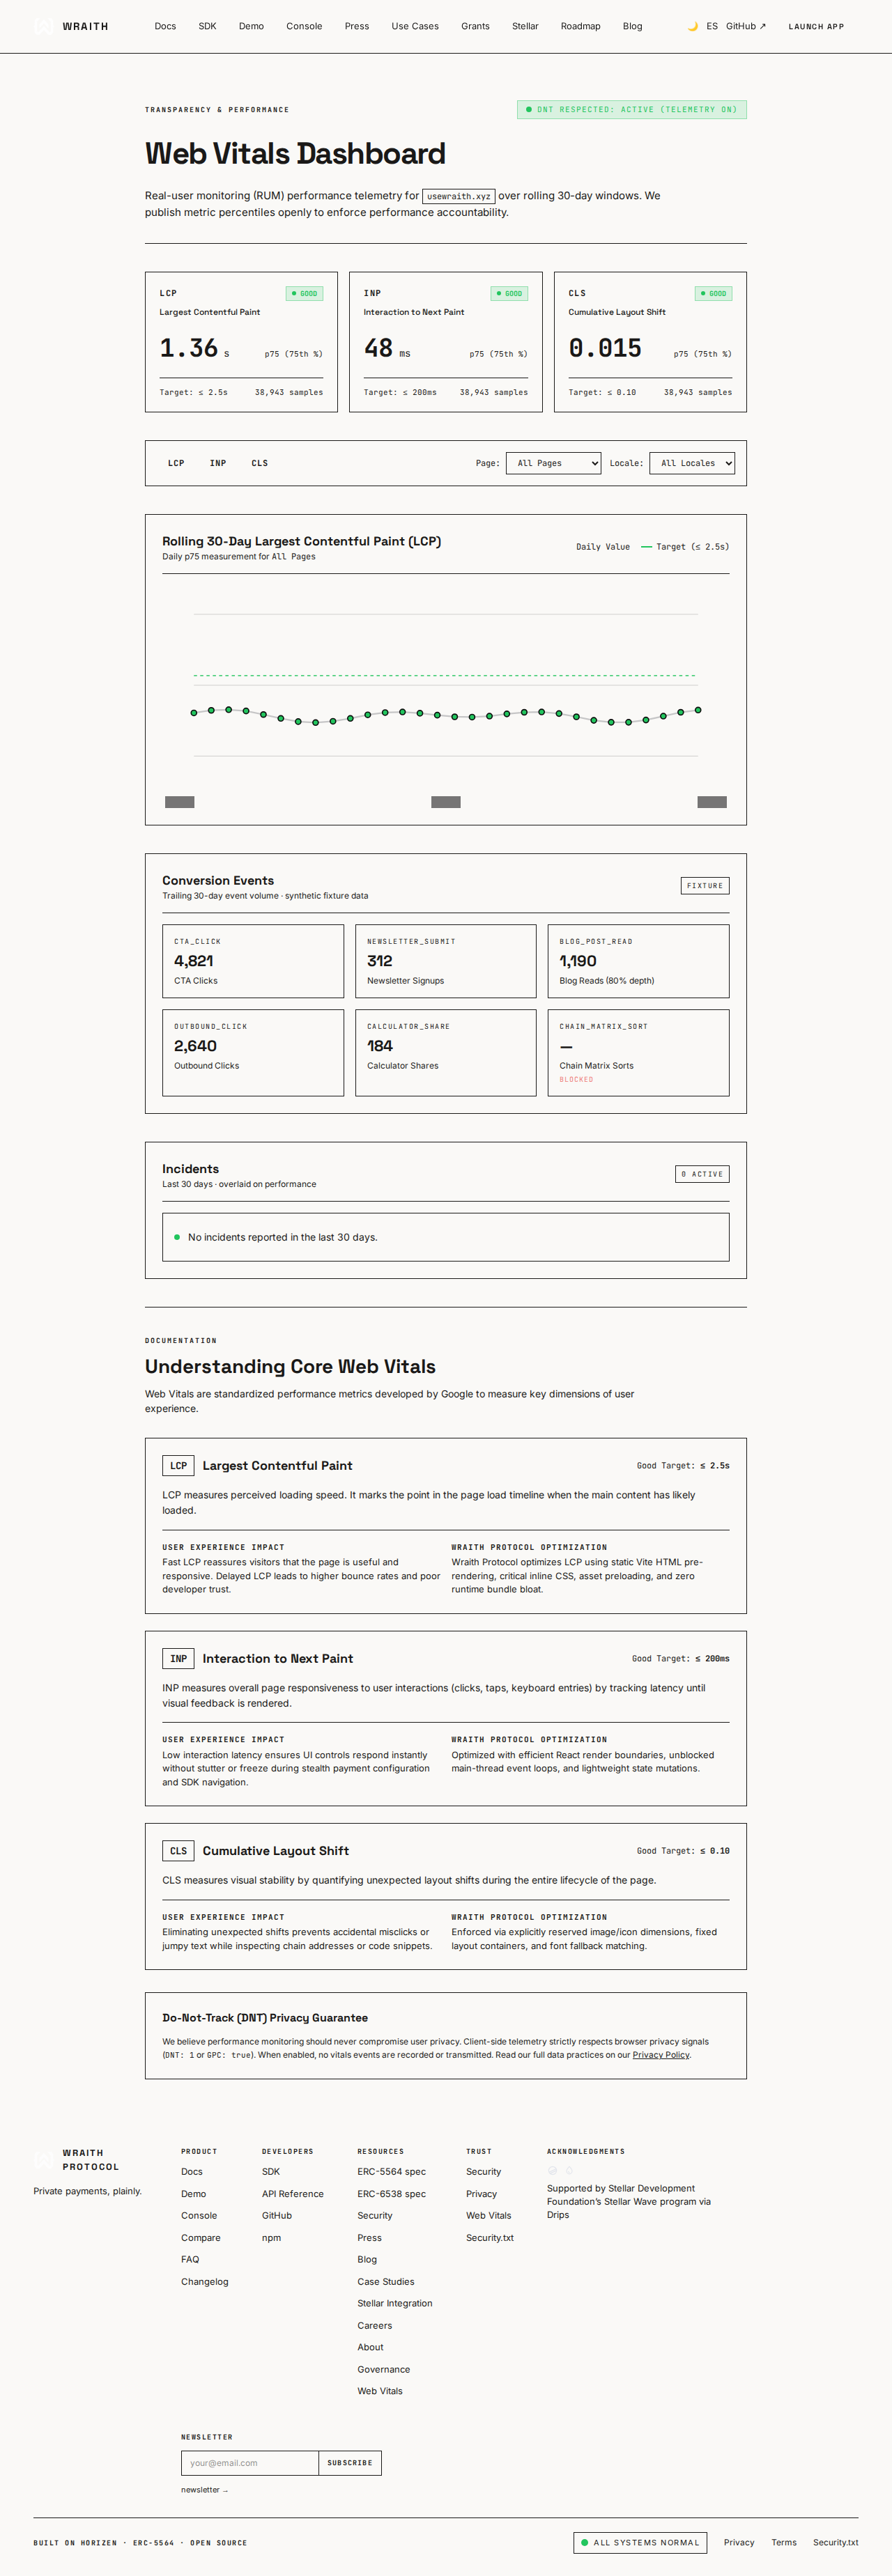 WRAITH
Docs SDK Demo Console Press Use Cases Grants Stellar Roadmap Blog
ES GitHub ↗ LAUNCH APP
TRANSPARENCY & PERFORMANCE
DNT RESPECTED: ACTIVE (TELEMETRY ON)
Web Vitals Dashboard
Real-user monitoring (RUM) performance telemetry for usewraith.xyz over rolling 30-day windows. We
publish metric percentiles openly to enforce performance accountability.
LCP GOOD
Largest Contentful Paint
1.36 s p75 (75th %)
Target: ≤ 2.5s 38,943 samples
INP GOOD
Interaction to Next Paint
48 ms p75 (75th %)
Target: ≤ 200ms 38,943 samples
CLS GOOD
Cumulative Layout Shift
0.015 p75 (75th %)
Target: ≤ 0.10 38,943 samples
LCP INP CLS
Page: All Pages Locale: All Locales
Rolling 30-Day Largest Contentful Paint (LCP)
Daily p75 measurement for All Pages
Daily Value Target (≤ 2.5s)
Conversion Events
Trailing 30-day event volume · synthetic fixture data
FIXTURE
CTA_CLICK
4,821
CTA Clicks
NEWSLETTER_SUBMIT
312
Newsletter Signups
BLOG_POST_READ
1,190
Blog Reads (80% depth)
OUTBOUND_CLICK
2,640
Outbound Clicks
CALCULATOR_SHARE
184
Calculator Shares
CHAIN_MATRIX_SORT
—
Chain Matrix Sorts
BLOCKED
Incidents
Last 30 days · overlaid on performance
0 ACTIVE
No incidents reported in the last 30 days.
DOCUMENTATION
Understanding Core Web Vitals
Web Vitals are standardized performance metrics developed by Google to measure key dimensions of user
experience.
LCP Largest Contentful Paint Good Target: ≤ 2.5s
LCP measures perceived loading speed. It marks the point in the page load timeline when the main content has likely
loaded.
USER EXPERIENCE IMPACT
Fast LCP reassures visitors that the page is useful and
responsive. Delayed LCP leads to higher bounce rates and poor
developer trust.
WRAITH PROTOCOL OPTIMIZATION
Wraith Protocol optimizes LCP using static Vite HTML pre-
rendering, critical inline CSS, asset preloading, and zero
runtime bundle bloat.
INP Interaction to Next Paint Good Target: ≤ 200ms
INP measures overall page responsiveness to user interactions (clicks, taps, keyboard entries) by tracking latency until
visual feedback is rendered.
USER EXPERIENCE IMPACT
Low interaction latency ensures UI controls respond instantly
without stutter or freeze during stealth payment configuration
and SDK navigation.
WRAITH PROTOCOL OPTIMIZATION
Optimized with efficient React render boundaries, unblocked
main-thread event loops, and lightweight state mutations.
CLS Cumulative Layout Shift Good Target: ≤ 0.10
CLS measures visual stability by quantifying unexpected layout shifts during the entire lifecycle of the page.
USER EXPERIENCE IMPACT
Eliminating unexpected shifts prevents accidental misclicks or
jumpy text while inspecting chain addresses or code snippets.
WRAITH PROTOCOL OPTIMIZATION
Enforced via explicitly reserved image/icon dimensions, fixed
layout containers, and font fallback matching.
Do-Not-Track (DNT) Privacy Guarantee
We believe performance monitoring should never compromise user privacy. Client-side telemetry strictly respects browser privacy signals
(DNT: 1 or GPC: true). When enabled, no vitals events are recorded or transmitted. Read our full data practices on our Privacy Policy.
WRAITH
PROTOCOL
Private payments, plainly.
PRODUCT
Docs
Demo
Console
Compare
FAQ
Changelog
DEVELOPERS
SDK
API Reference
GitHub
npm
RESOURCES
ERC-5564 spec
ERC-6538 spec
Security
Press
Blog
Case Studies
Stellar Integration
Careers
About
Governance
Web Vitals
TRUST
Security
Privacy
Web Vitals
Security.txt
ACKNOWLEDGMENTS
Supported by Stellar Development
Foundation's Stellar Wave program via
Drips
NEWSLETTER
your@email.com SUBSCRIBE
newsletter →
BUILT ON HORIZEN · ERC-5564 · OPEN SOURCE
ALL SYSTEMS NORMAL Privacy Terms Security.txt